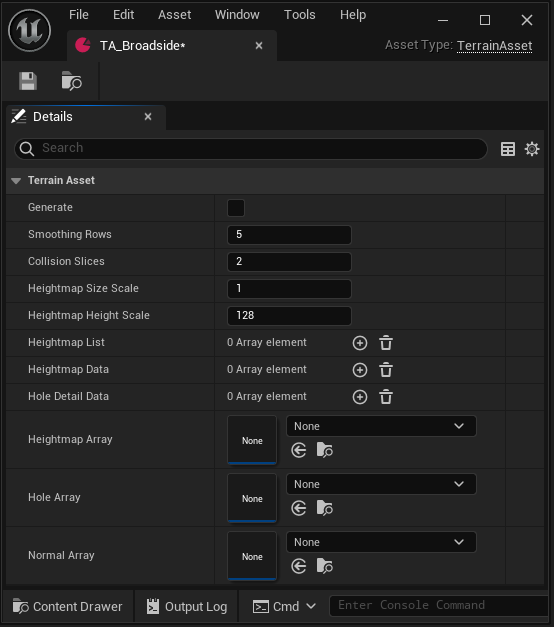 File Edit Asset Window Tools Help
TA_Broadside*
Asset Type: TerrainAsset
Details
Search
Terrain Asset
Generate
Smoothing Rows 5
Collision Slices 2
Heightmap Size Scale 1
Heightmap Height Scale 128
Heightmap List 0 Array element
Heightmap Data 0 Array element
Hole Detail Data 0 Array element
Heightmap Array None None
Hole Array None None
Normal Array None None
Content Drawer Output Log Cmd Enter Console Command